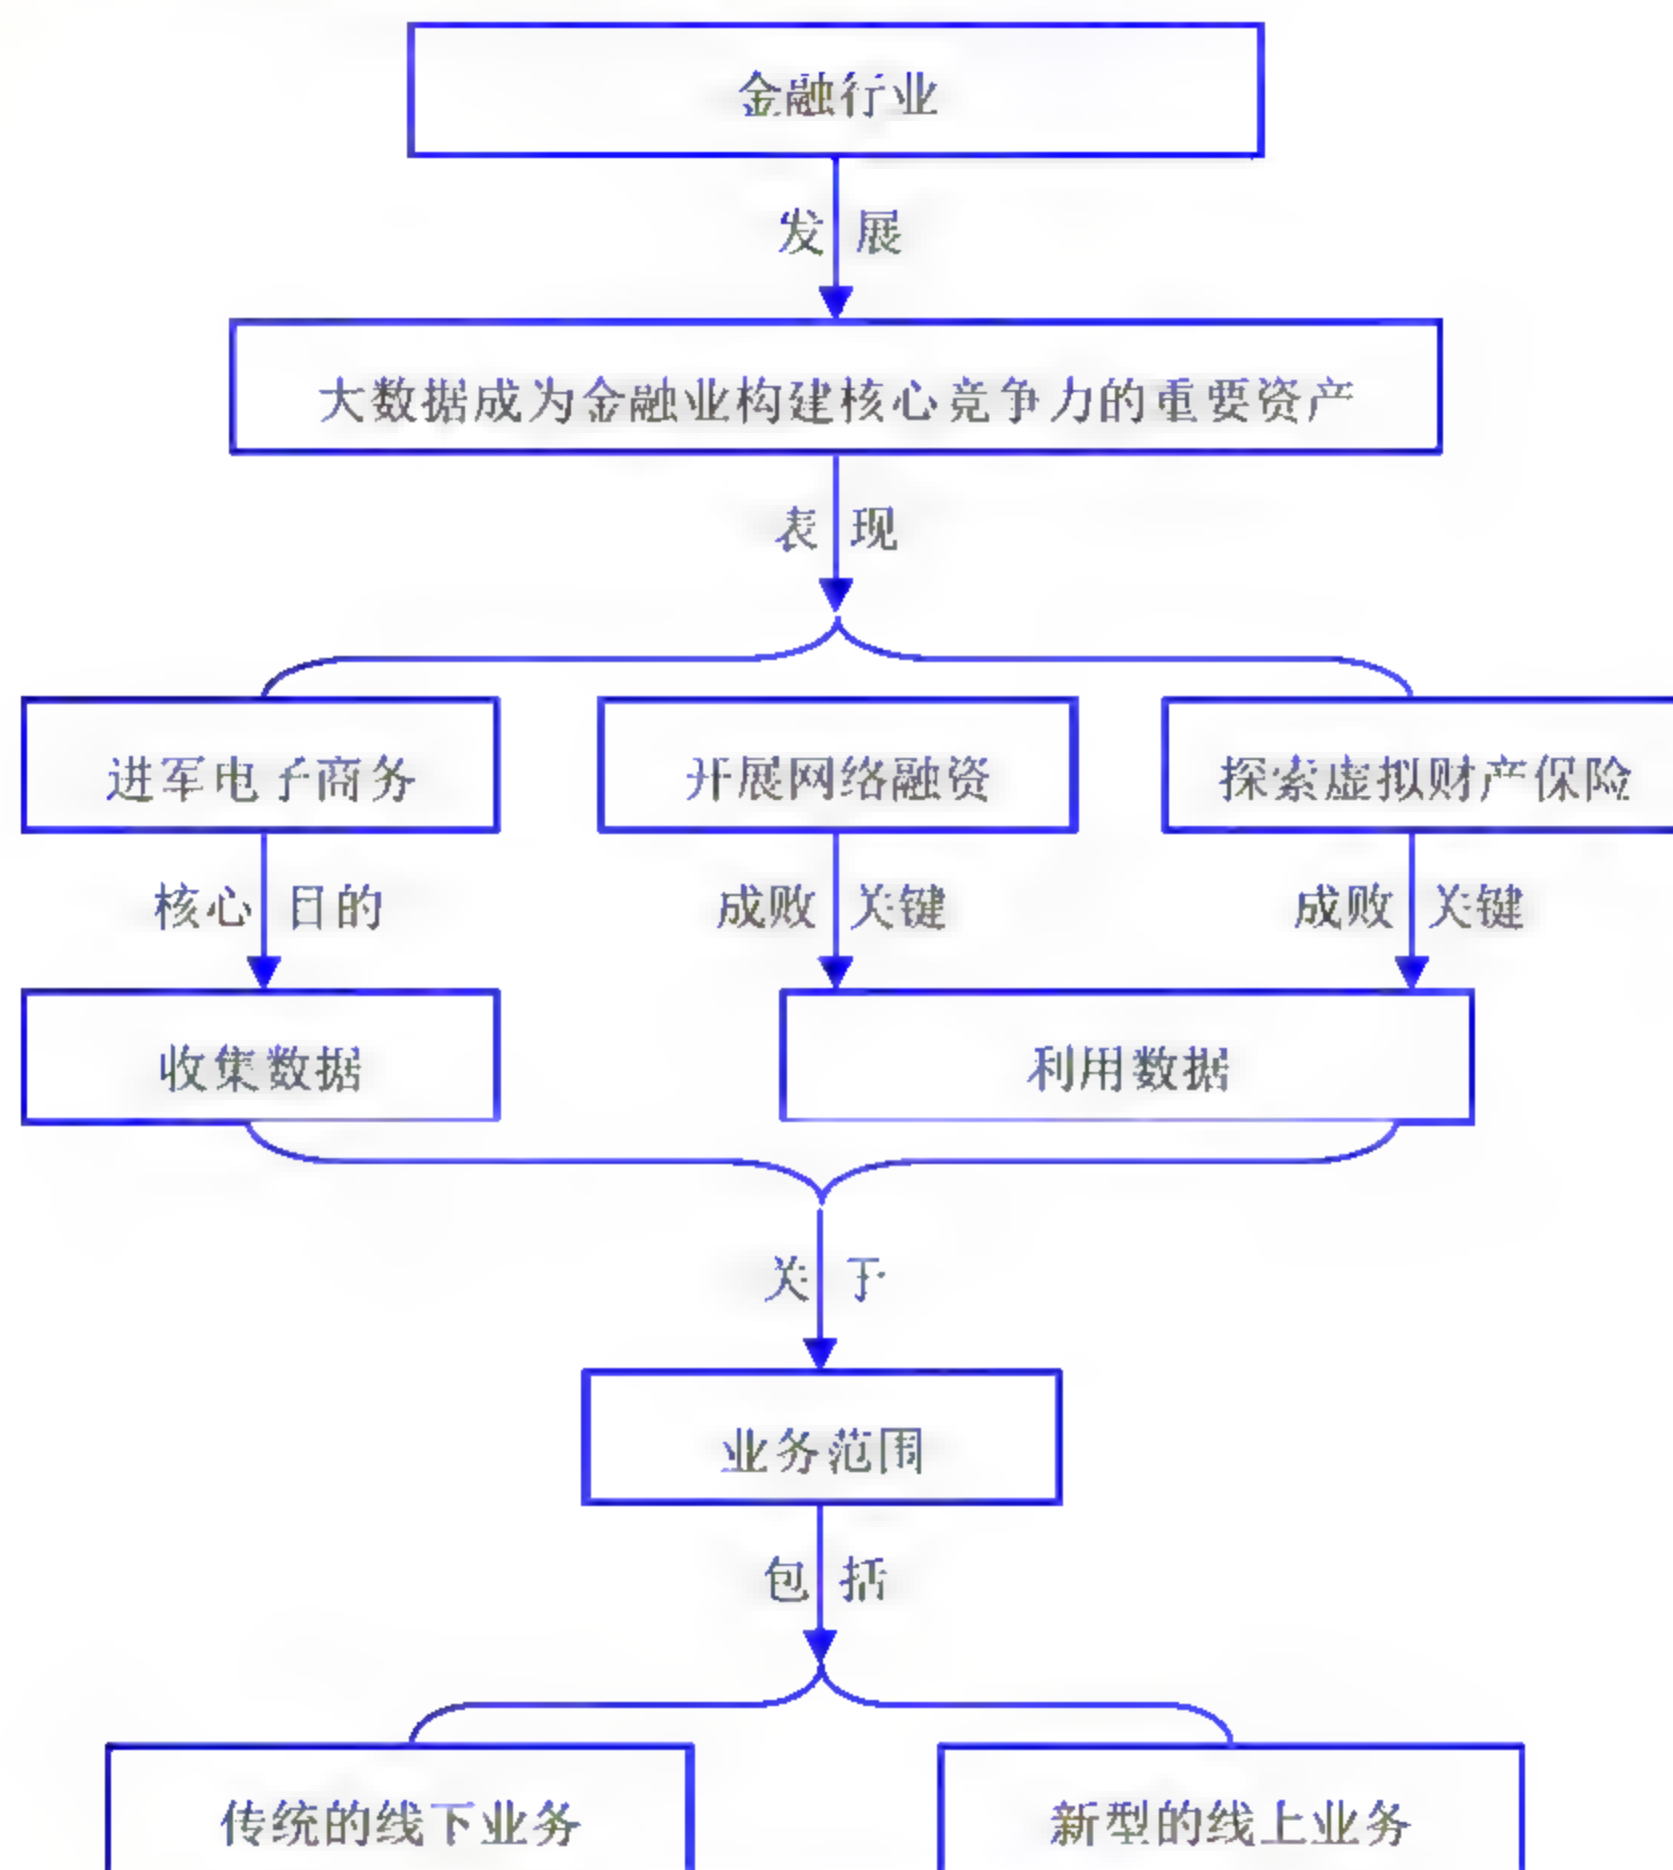 金融行业
发展
大数据成为金融业构建核心竞争力的重要资产
表现
进军电子商务
开展网络融资
探索虚拟财产保险
核心目的
成败关键
成败关键
收集数据
利用数据
关于
业务范围
包括
传统的线下业务
新型的线上业务